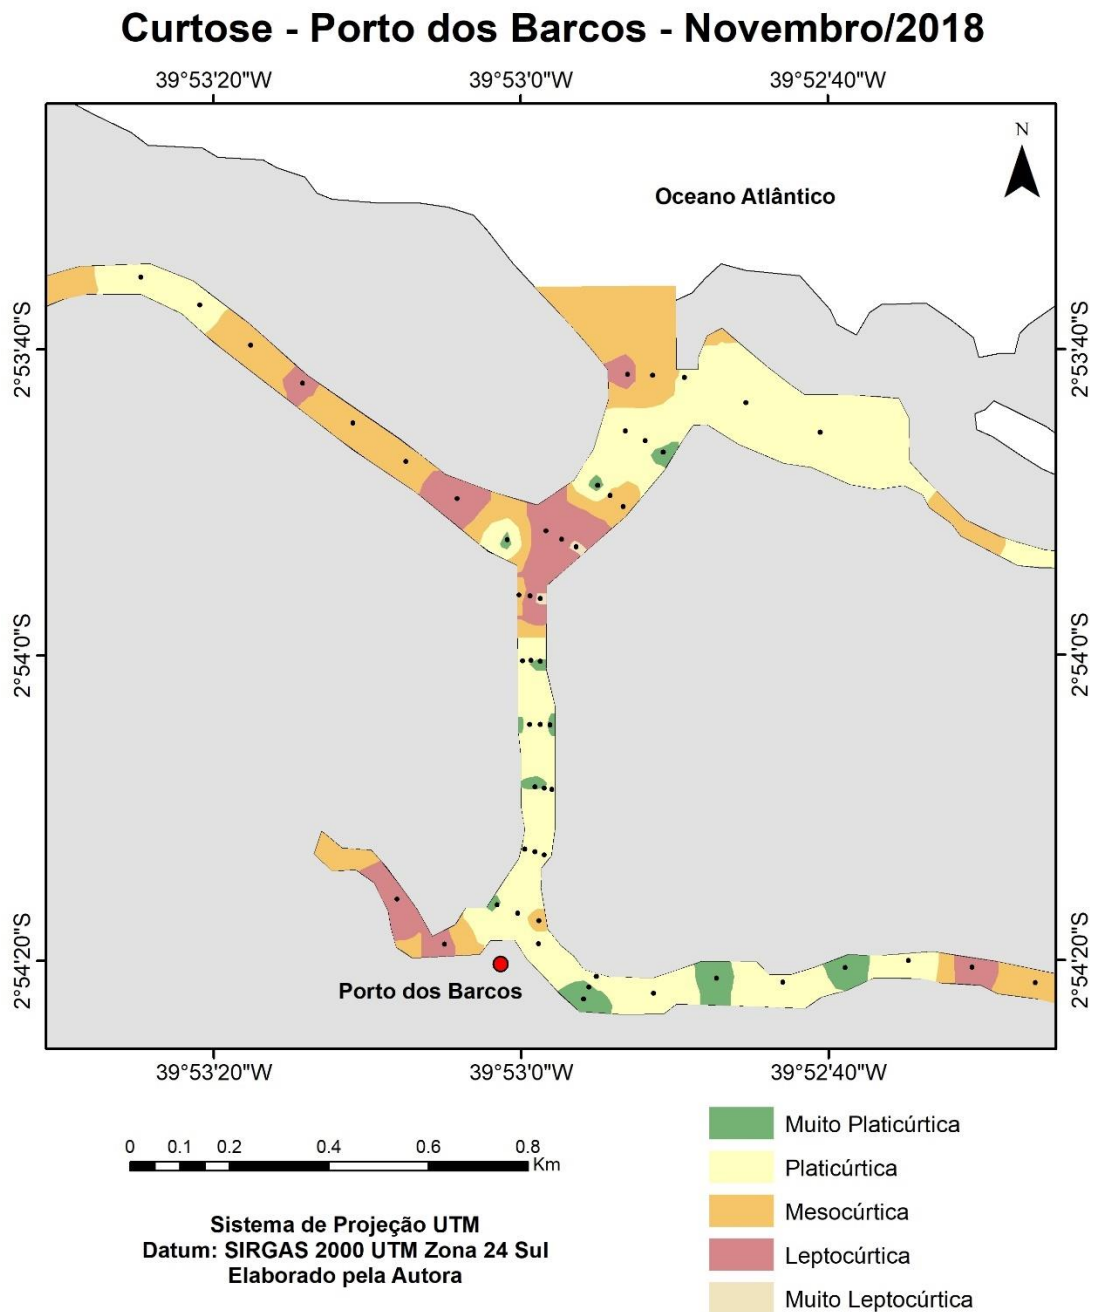 Curtose - Porto dos Barcos - Novembro/2018
39°53'20"W 39°53'0"W 39°52'40"W
N
Oceano Atlântico
2°53'40"S 2°53'40"S
2°54'0"S 2°54'0"S
2°54'20"S 2°54'20"S
Porto dos Barcos
39°53'20"W 39°53'0"W 39°52'40"W
0 0.1 0.2 0.4 0.6 0.8
Km
Sistema de Projeção UTM
Datum: SIRGAS 2000 UTM Zona 24 Sul
Elaborado pela Autora
Muito Platicúrtica
Platicúrtica
Mesocúrtica
Leptocúrtica
Muito Leptocúrtica